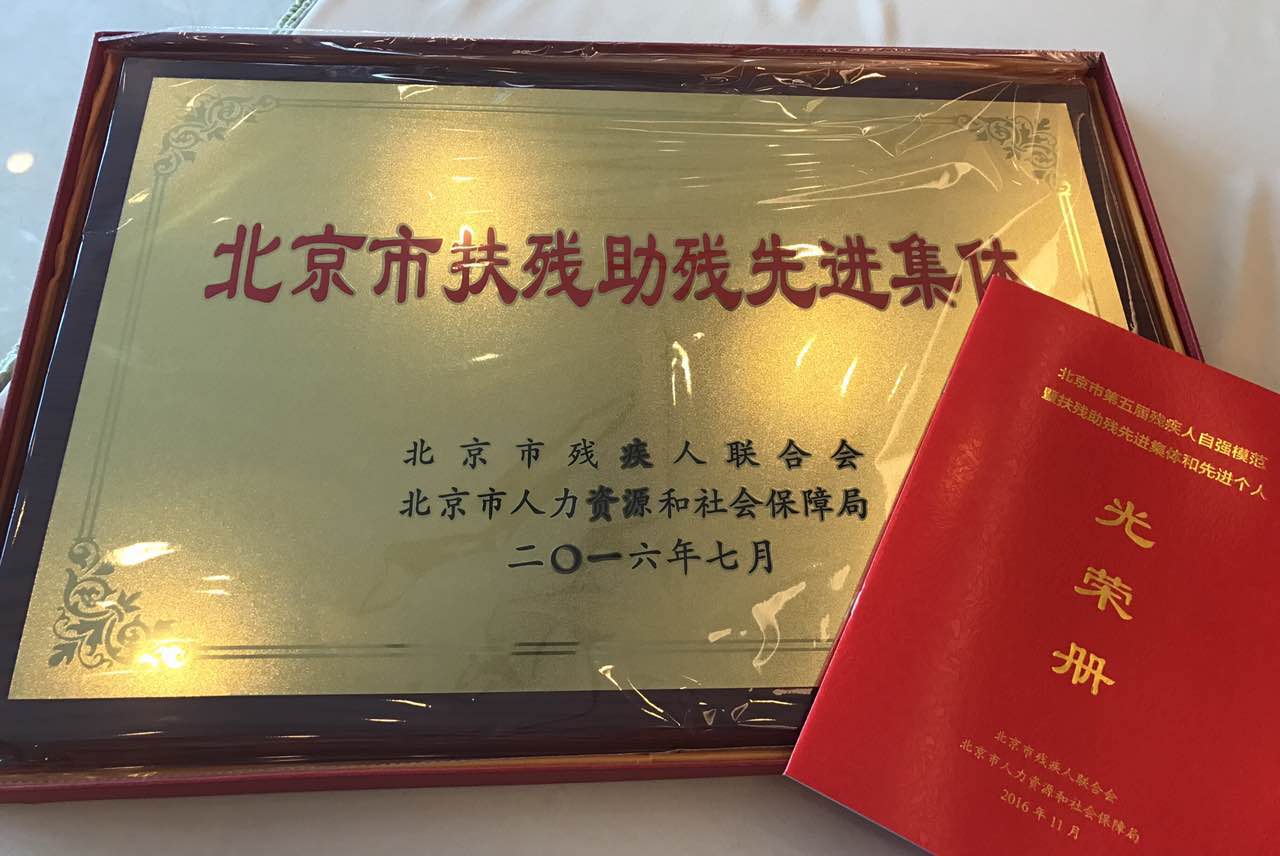 北京市扶残助残先进集体
北京市残疾人联合会
北京市人力资源和社会保障局
二〇一六年七月
北京市第五届残疾人自强模范
暨扶残助残先进集体和先进个人
光
荣
册
北京市残疾人联合会
北京市人力资源和社会保障局
2016年11月